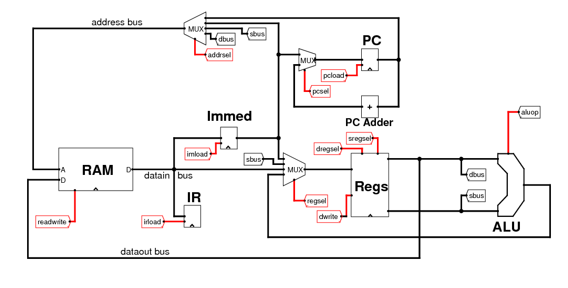 address bus
MUX
sbus
dbus
addrsel
PC
MUX
pcload
pcsel
+
PC Adder
aluop
Immed
sregsel
dregsel
imload
sbus
A
D
RAM
D
datain bus
MUX
Regs
dbus
sbus
IR
regsel
readwrite
irload
dwrite
ALU
dataout bus